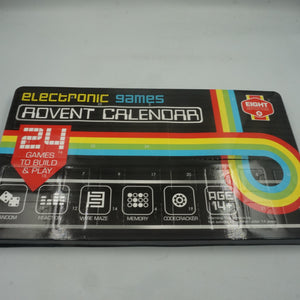 electronic games
ADVENT CALENDAR
EIGHT
24
GAMES TO BUILD & PLAY
RANDOM
REACTION
WIRE MAZE
MEMORY
CODECRACKER
AGE 14+